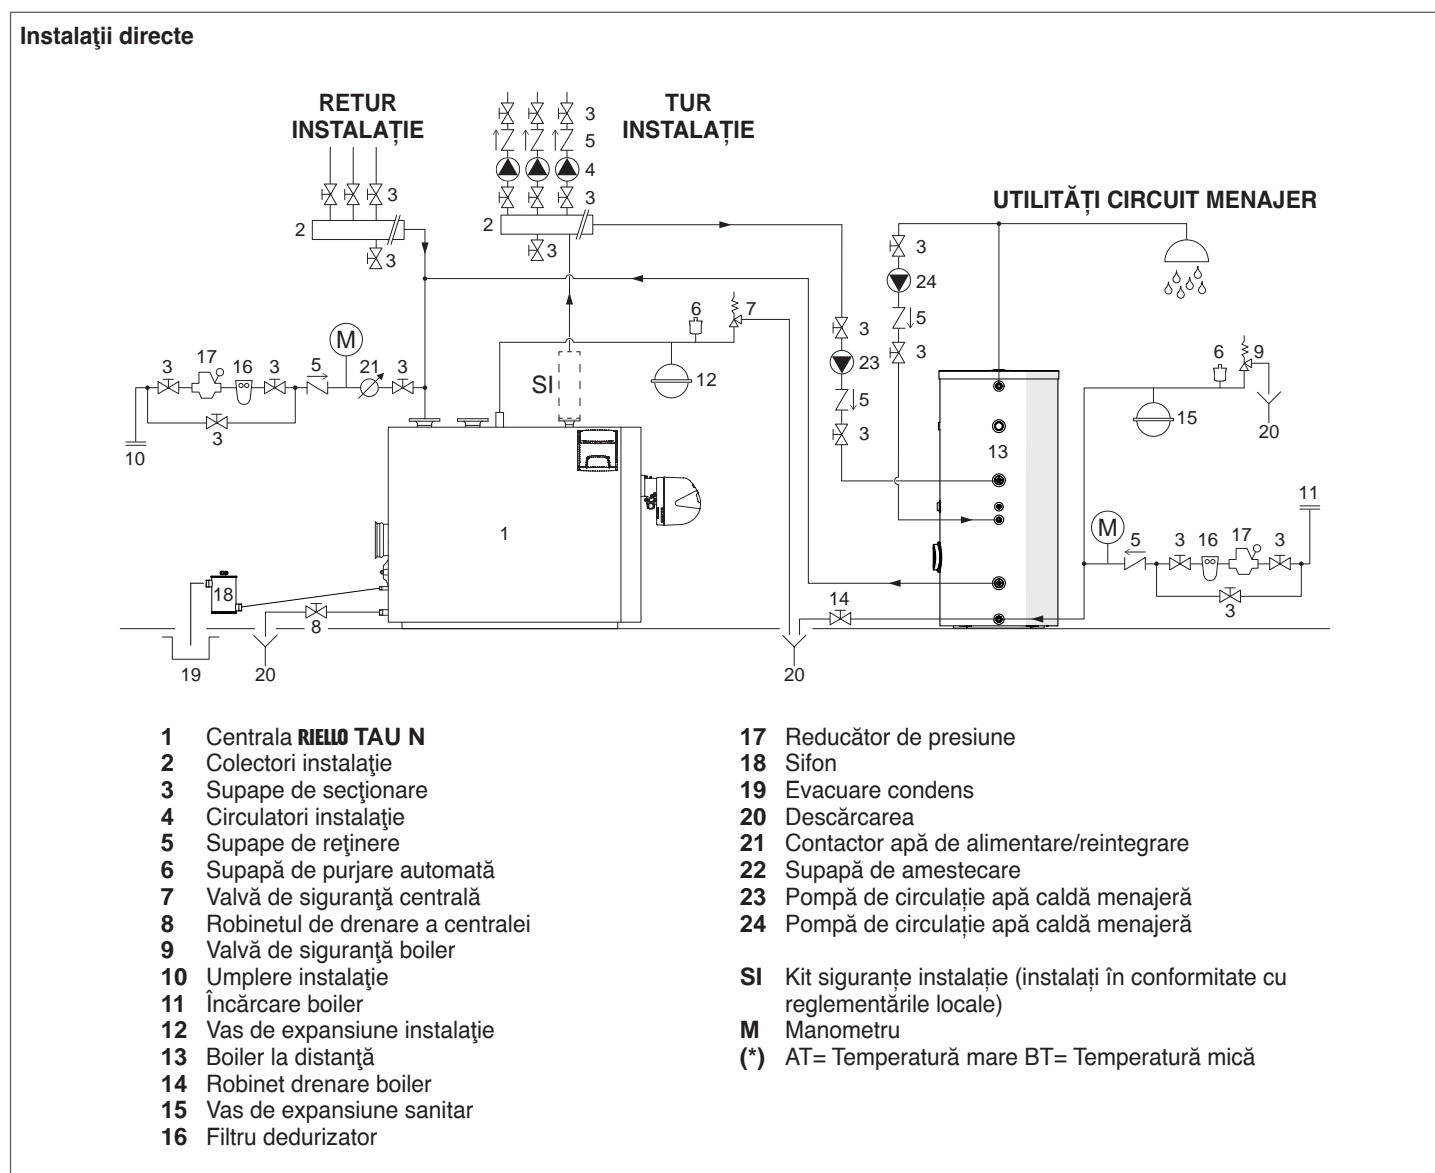 Instalaţii directe
RETUR
INSTALAȚIE
TUR
INSTALAȚIE
UTILITĂȚI CIRCUIT MENAJER
3
5
4
3
2
3
3
2
3
3
24
5
3
3
23
5
3
6
7
12
SI
M
3
17
16
3
5
21
3
3
10
1
18
8
19
20
20
14
13
6
9
15
20
11
M
5
3
16
17
3
3
1 Centrala RIELLO TAU N
2 Colectori instalaţie
3 Supape de secţionare
4 Circulatori instalaţie
5 Supape de reţinere
6 Supapă de purjare automată
7 Valvă de siguranţă centrală
8 Robinetul de drenare a centralei
9 Valvă de siguranţă boiler
10 Umplere instalaţie
11 Încărcare boiler
12 Vas de expansiune instalaţie
13 Boiler la distanţă
14 Robinet drenare boiler
15 Vas de expansiune sanitar
16 Filtru dedurizator
17 Reducător de presiune
18 Sifon
19 Evacuare condens
20 Descărcarea
21 Contactor apă de alimentare/reintegrare
22 Supapă de amestecare
23 Pompă de circulație apă caldă menajeră
24 Pompă de circulație apă caldă menajeră
SI Kit siguranțe instalație (instalați în conformitate cu
reglementările locale)
M Manometru
(*) AT= Temperatură mare BT= Temperatură mică